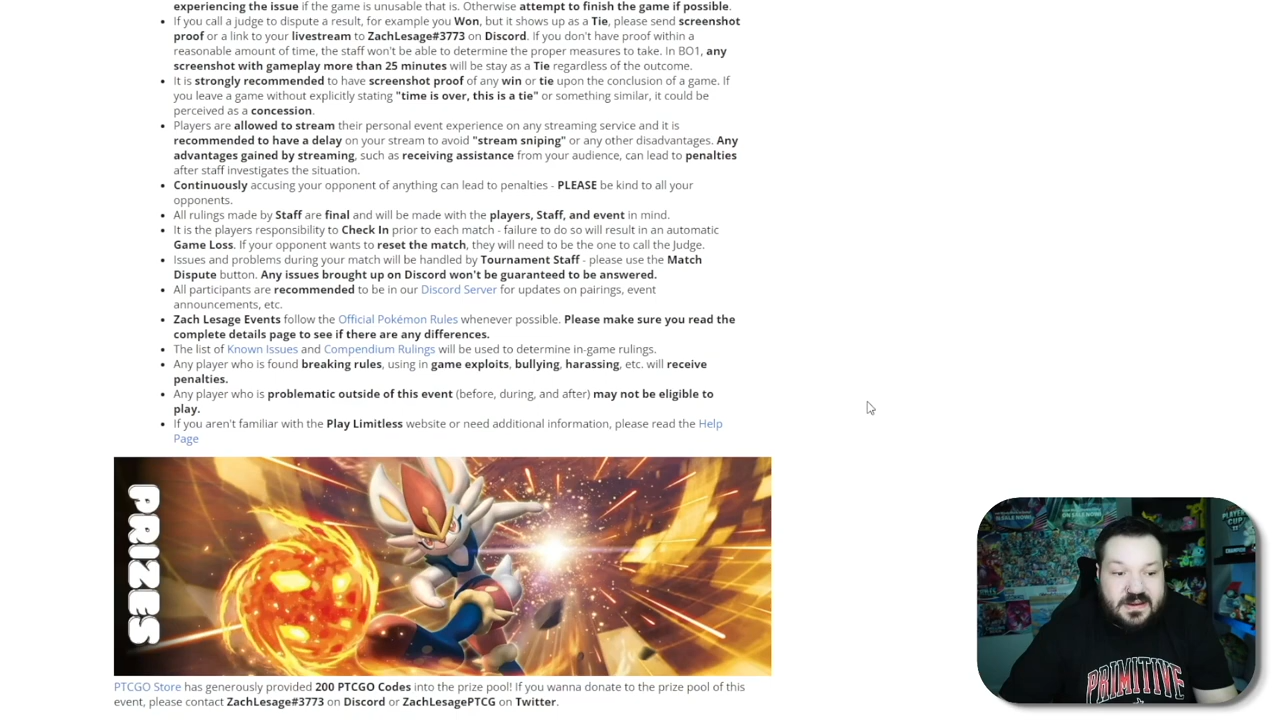 experiencing the issue if the game is unusable that is. Otherwise attempt to finish the game if possible.
If you call a judge to dispute a result, for example you Won, but it shows up as a Tie, please send screenshot
proof or a link to your livestream to ZachLesage#3773 on Discord. If you don't have proof within a
reasonable amount of time, the staff won't be able to determine the proper measures to take. In BO1, any
screenshot with gameplay more than 25 minutes will be stay as a Tie regardless of the outcome.
It is strongly recommended to have screenshot proof of any win or tie upon the conclusion of a game. If
you leave a game without explicitly stating "time is over, this is a tie" or something similar, it could be
perceived as a concession.
Players are allowed to stream their personal event experience on any streaming service and it is
recommended to have a delay on your stream to avoid "stream sniping" or any other disadvantages. Any
advantages gained by streaming, such as receiving assistance from your audience, can lead to penalties
after staff investigates the situation.
Continuously accusing your opponent of anything can lead to penalties - PLEASE be kind to all your
opponents.
All rulings made by Staff are final and will be made with the players, Staff, and event in mind.
It is the players responsibility to Check In prior to each match - failure to do so will result in an automatic
Game Loss. If your opponent wants to reset the match, they will need to be the one to call the Judge.
Issues and problems during your match will be handled by Tournament Staff - please use the Match
Dispute button. Any issues brought up on Discord won't be guaranteed to be answered.
All participants are recommended to be in our Discord Server for updates on pairings, event
announcements, etc.
Zach Lesage Events follow the Official Pokémon Rules whenever possible. Please make sure you read the
complete details page to see if there are any differences.
The list of Known Issues and Compendium Rulings will be used to determine in-game rulings.
Any player who is found breaking rules, using in game exploits, bullying, harassing, etc. will receive
penalties.
Any player who is problematic outside of this event (before, during, and after) may not be eligible to
play.
If you aren't familiar with the Play Limitless website or need additional information, please read the Help
Page
PRIZES
PTCGO Store has generously provided 200 PTCGO Codes into the prize pool! If you wanna donate to the prize pool of this
event, please contact ZachLesage#3773 on Discord or ZachLesagePTCG on Twitter.
PLAYER
CUP
CHAMPION
PRIMITIVE